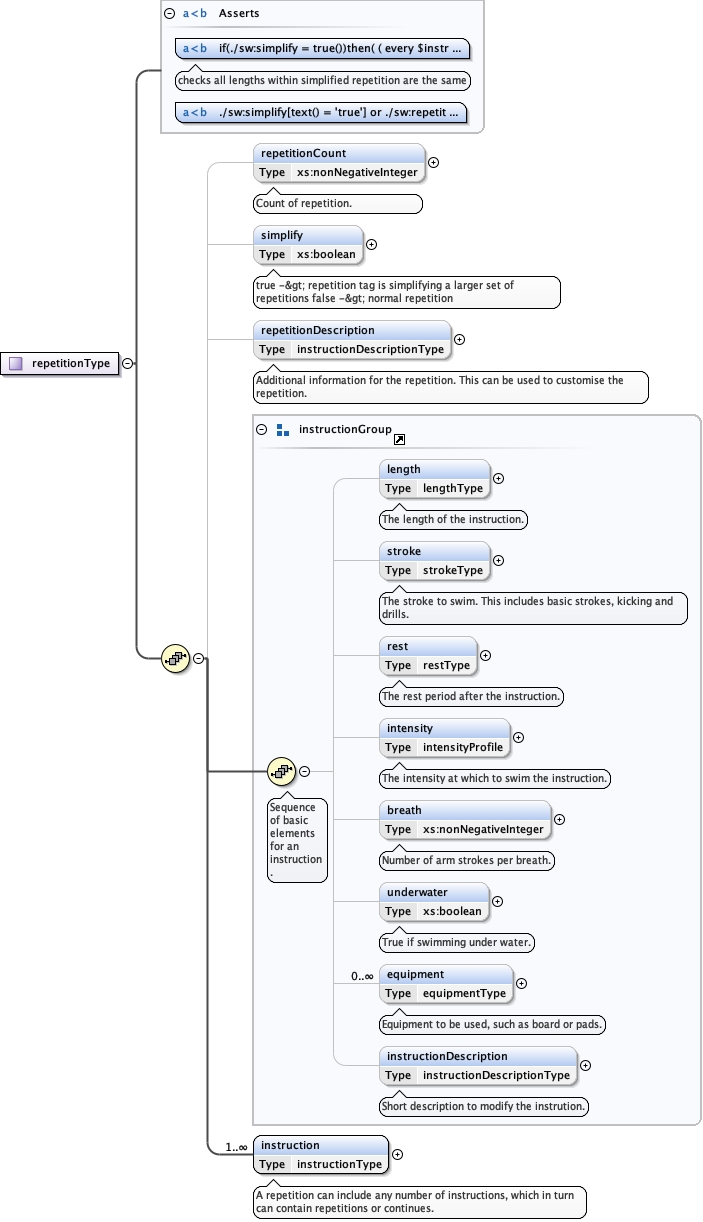 a<b Asserts
a<b if(./sw:simplify = true())then( ( every $instr ...
checks all lengths within simplified repetition are the same
a<b ./sw:simplify[text() = 'true'] or ./sw:repetit ...
repetitionCount
Type xs:nonNegativeInteger
Count of repetition.
simplify
Type xs:boolean
true -&gt; repetition tag is simplifying a larger set of
repetitions false -&gt; normal repetition
repetitionDescription
Type instructionDescriptionType
repetitionType
Additional information for the repetition. This can be used to customise the
repetition.
instructionGroup
length
Type lengthType
The length of the instruction.
stroke
Type strokeType
The stroke to swim. This includes basic strokes, kicking and
drills.
rest
Type restType
The rest period after the instruction.
intensity
Type intensityProfile
The intensity at which to swim the instruction.
Sequence
of basic
elements
for an
instruction
.
breath
Type xs:nonNegativeInteger
Number of arm strokes per breath.
underwater
Type xs:boolean
True if swimming under water.
0..∞
equipment
Type equipmentType
Equipment to be used, such as board or pads.
instructionDescription
Type instructionDescriptionType
Short description to modify the instrution.
1..∞
instruction
Type instructionType
A repetition can include any number of instructions, which in turn
can contain repetitions or continues.